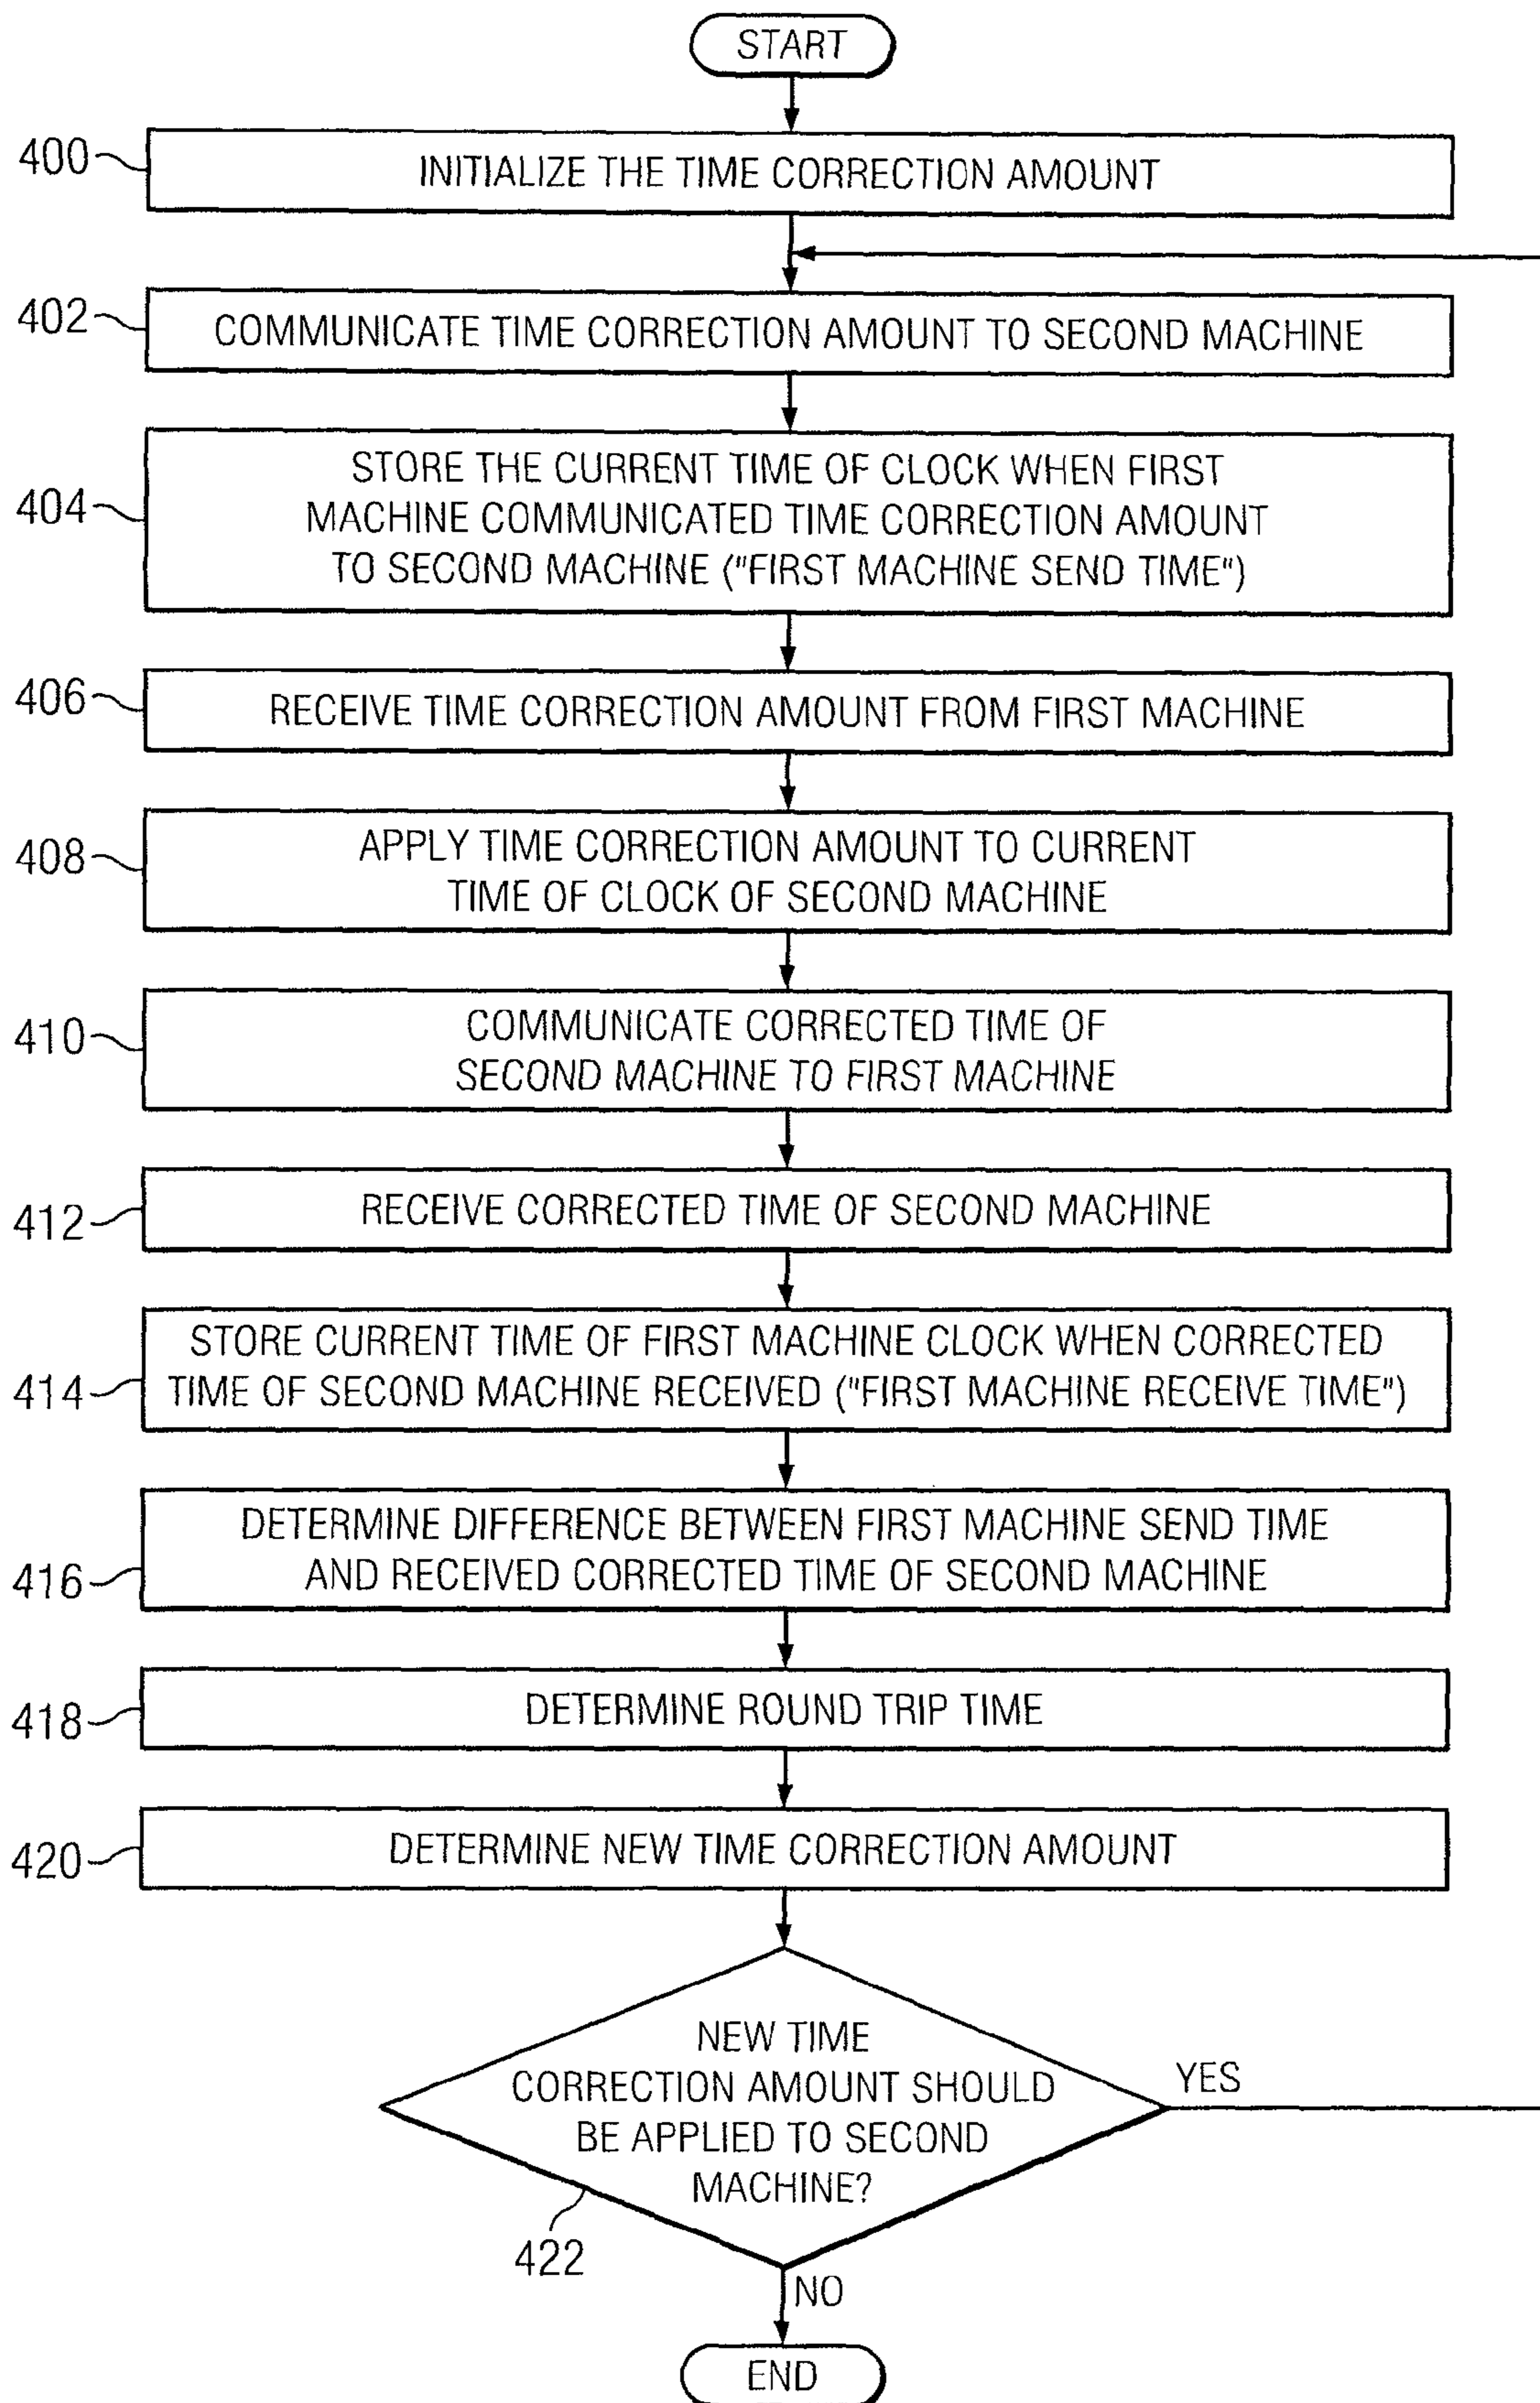 START
400
INITIALIZE THE TIME CORRECTION AMOUNT
402
COMMUNICATE TIME CORRECTION AMOUNT TO SECOND MACHINE
404
STORE THE CURRENT TIME OF CLOCK WHEN FIRST
MACHINE COMMUNICATED TIME CORRECTION AMOUNT
TO SECOND MACHINE ("FIRST MACHINE SEND TIME")
406
RECEIVE TIME CORRECTION AMOUNT FROM FIRST MACHINE
408
APPLY TIME CORRECTION AMOUNT TO CURRENT
TIME OF CLOCK OF SECOND MACHINE
410
COMMUNICATE CORRECTED TIME OF
SECOND MACHINE TO FIRST MACHINE
412
RECEIVE CORRECTED TIME OF SECOND MACHINE
414
STORE CURRENT TIME OF FIRST MACHINE CLOCK WHEN CORRECTED
TIME OF SECOND MACHINE RECEIVED ("FIRST MACHINE RECEIVE TIME")
416
DETERMINE DIFFERENCE BETWEEN FIRST MACHINE SEND TIME
AND RECEIVED CORRECTED TIME OF SECOND MACHINE
418
DETERMINE ROUND TRIP TIME
420
DETERMINE NEW TIME CORRECTION AMOUNT
NEW TIME
CORRECTION AMOUNT SHOULD
BE APPLIED TO SECOND
MACHINE?
YES
422
NO
END